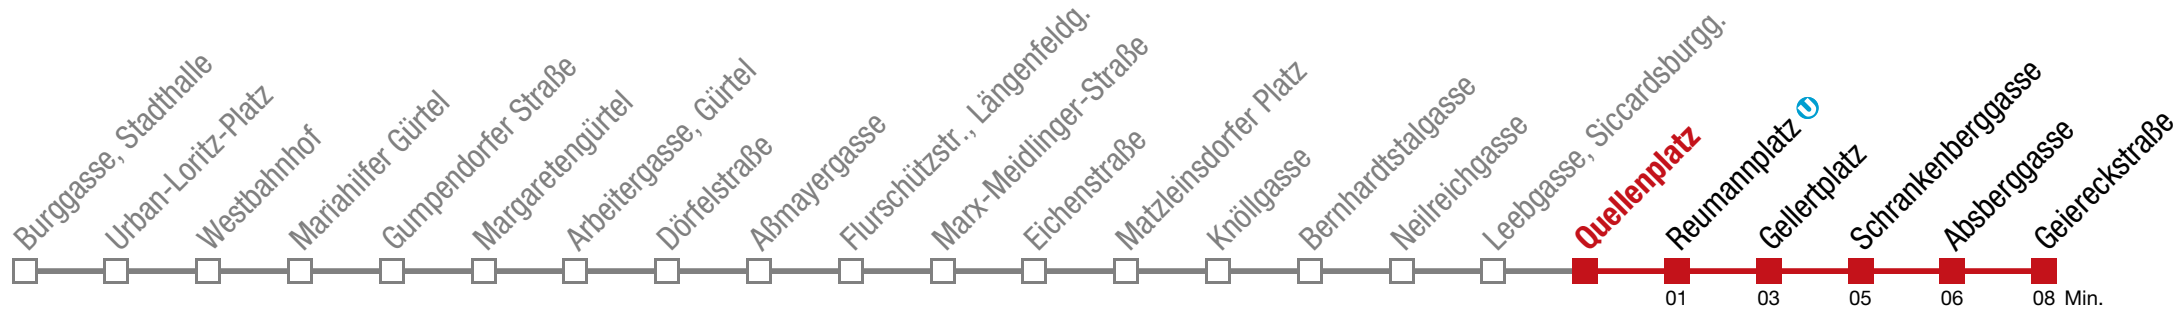 Burggasse, Stadthalle
Urban-Loritz-Platz
Westbahnhof
Mariahilfer Gürtel
Gumpendorfer Straße
Margaretengürtel
Arbeitergasse, Gürtel
Dörfelstraße
Aßmayergasse
Flurschützstr., Längenfeldg.
Marx-Meidlinger-Straße
Eichenstraße
Matzleinsdorfer Platz
Knöllgasse
Bernhardtstalgasse
Neilreichgasse
Leebgasse, Siccardsburgg.
Quellenplatz
Reumannplatz U
Gellertplatz
Schrankenberggasse
Absberggasse
Geiereckstraße
01 03 05 06 08 Min.